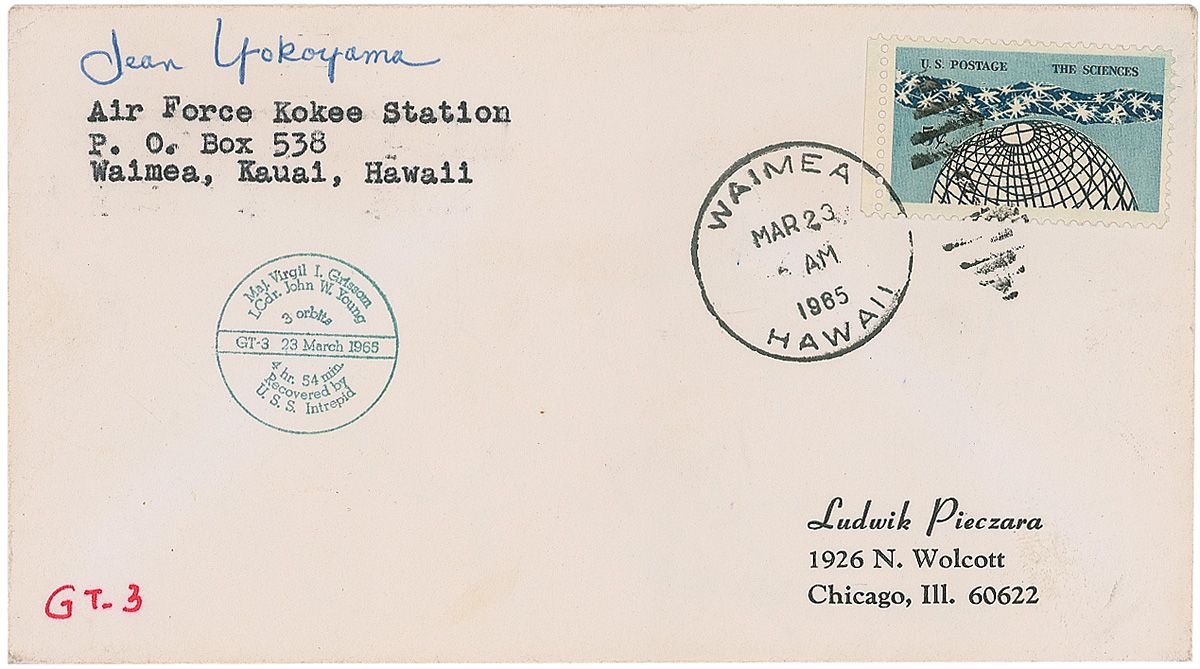 Jean Yokoyama
Air Force Kokee Station
P. O. Box 538
Waimea, Kauai, Hawaii
U.S. POSTAGE THE SCIENCES
5¢
WAIMEA
MAR 23
AM
1965
HAWAII
Maj. Virgil I. Grissom
LCdr. John W. Young
3 orbits
GT-3 23 March 1965
4 hr. 54 min.
Recovered by
U. S. S. Intrepid
Ludwik Pieczara
1926 N. Wolcott
Chicago, Ill. 60622
GT-3